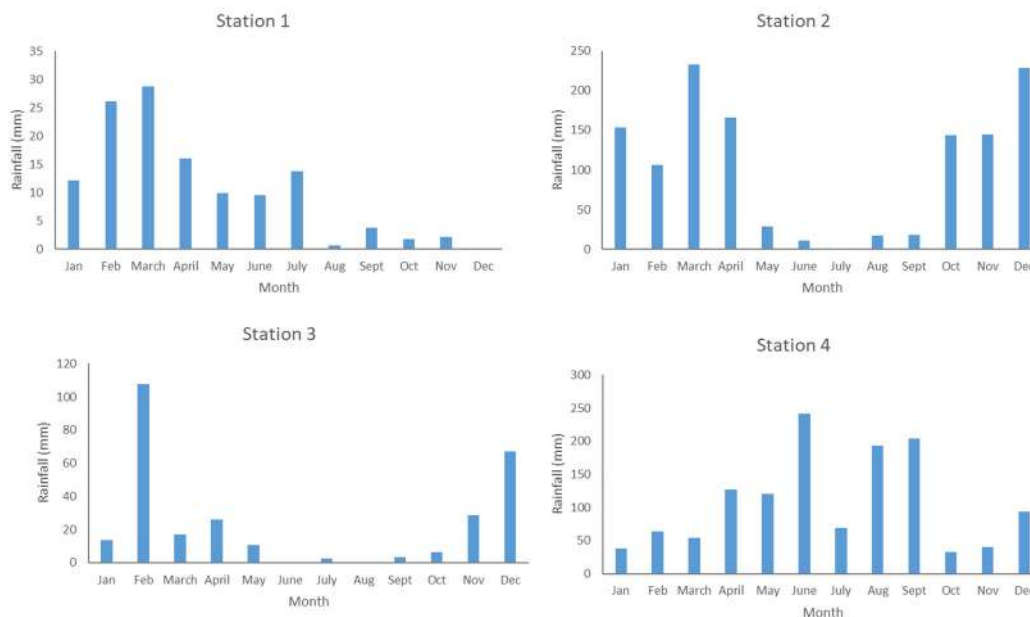 Station 1
35
30
25
20
15
10
5
0
Rainfall (mm)
Jan Feb March April May June July Aug Sept Oct Nov Dec
Month
Station 2
250
200
150
100
50
0
Rainfall (mm)
Jan Feb March April May June July Aug Sept Oct Nov Dec
Month
Station 3
120
100
80
60
40
20
0
Rainfall (mm)
Jan Feb March April May June July Aug Sept Oct Nov Dec
Month
Station 4
300
250
200
150
100
50
0
Rainfall (mm)
Jan Feb March April May June July Aug Sept Oct Nov Dec
Month